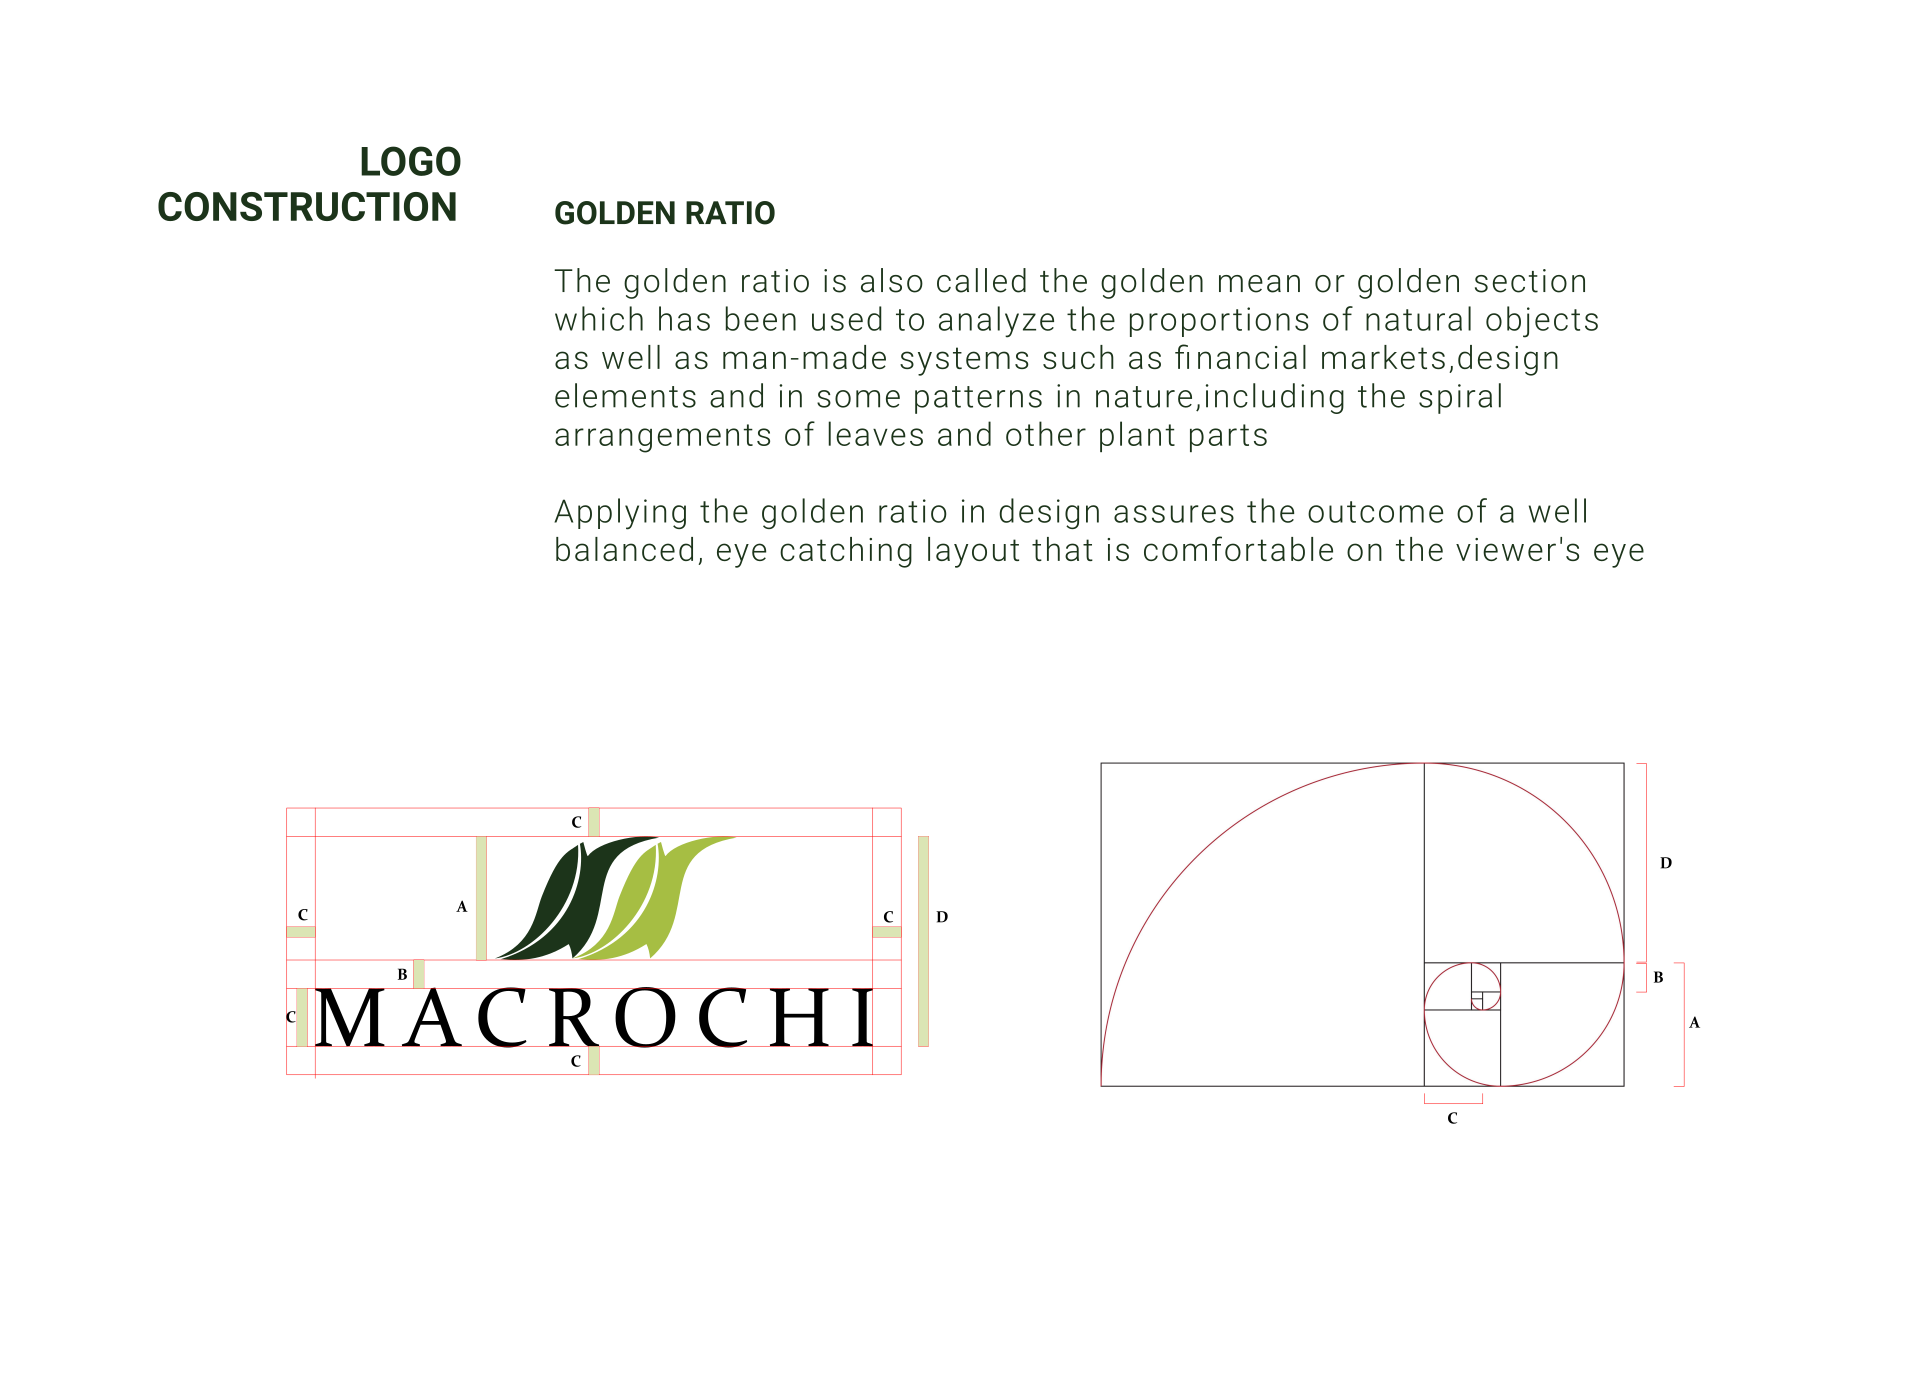 LOGO
CONSTRUCTION
GOLDEN RATIO
The golden ratio is also called the golden mean or golden section
which has been used to analyze the proportions of natural objects
as well as man-made systems such as financial markets,design
elements and in some patterns in nature,including the spiral
arrangements of leaves and other plant parts
Applying the golden ratio in design assures the outcome of a well
balanced, eye catching layout that is comfortable on the viewer's eye
C
A
C
C
D
B
C
MACROCHI
C
D
B
A
C